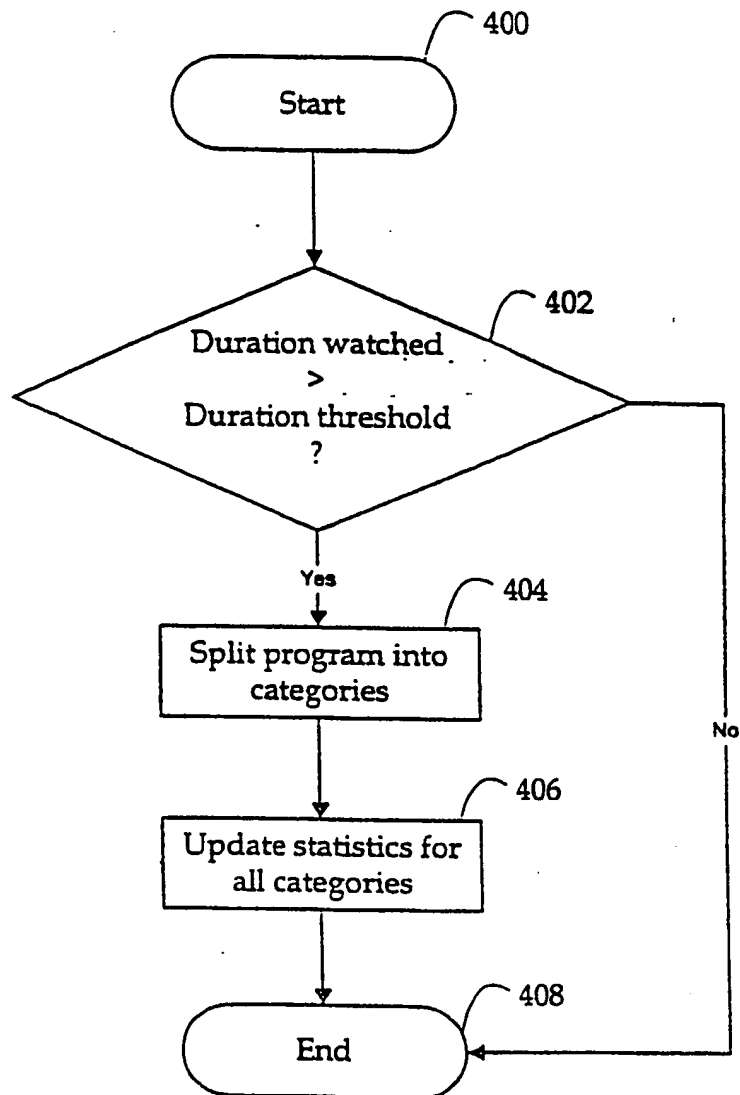 400
Start
402
Duration watched
>
Duration threshold
?
Yes
404
Split program into
categories
No
406
Update statistics for
all categories
408
End